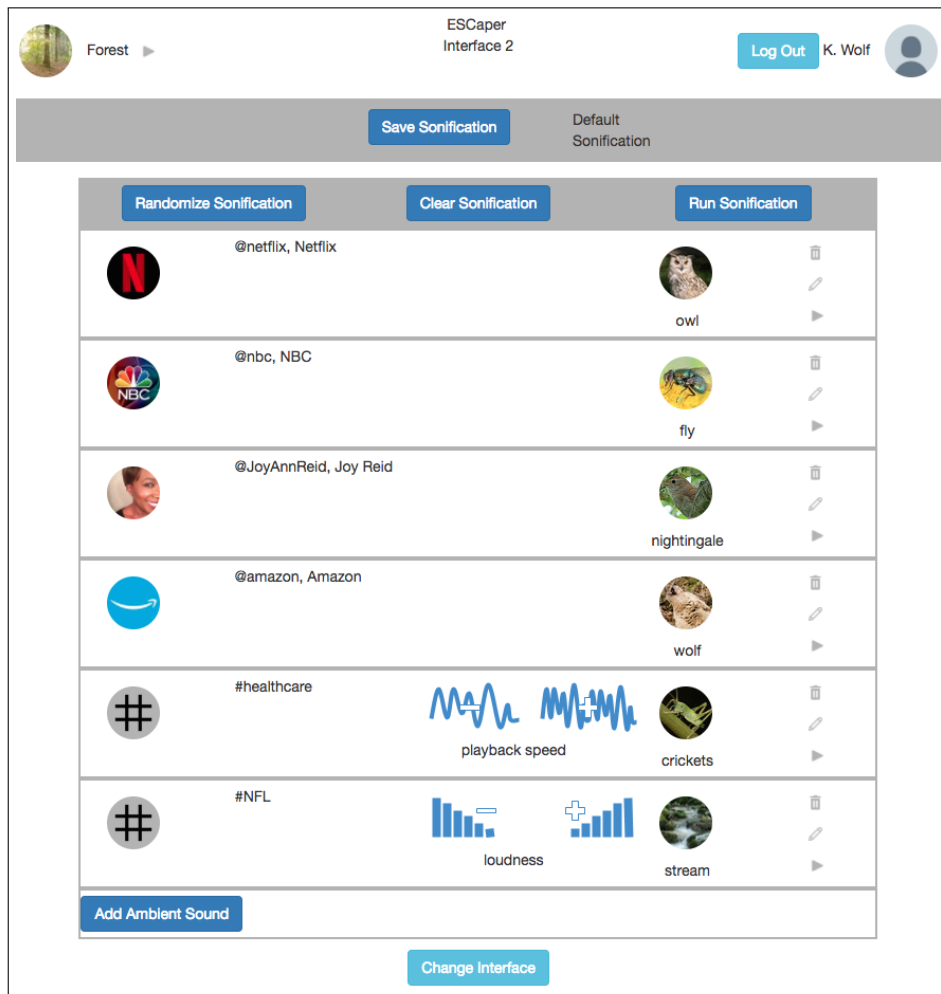 ESCaper
Interface 2
Forest
Log Out
K. Wolf
Save Sonification
Default
Sonification
Randomize Sonification
Clear Sonification
Run Sonification
N
@netflix, Netflix
owl
NBC
@nbc, NBC
fly
@JoyAnnReid, Joy Reid
nightingale
@amazon, Amazon
wolf
#
#healthcare
playback speed
crickets
#
#NFL
loudness
stream
Add Ambient Sound
Change Interface